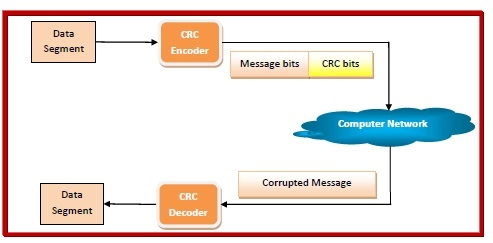 Data
Segment
CRC
Encoder
Message bits
CRC bits
Computer Network
Corrupted Message
Data
Segment
CRC
Decoder